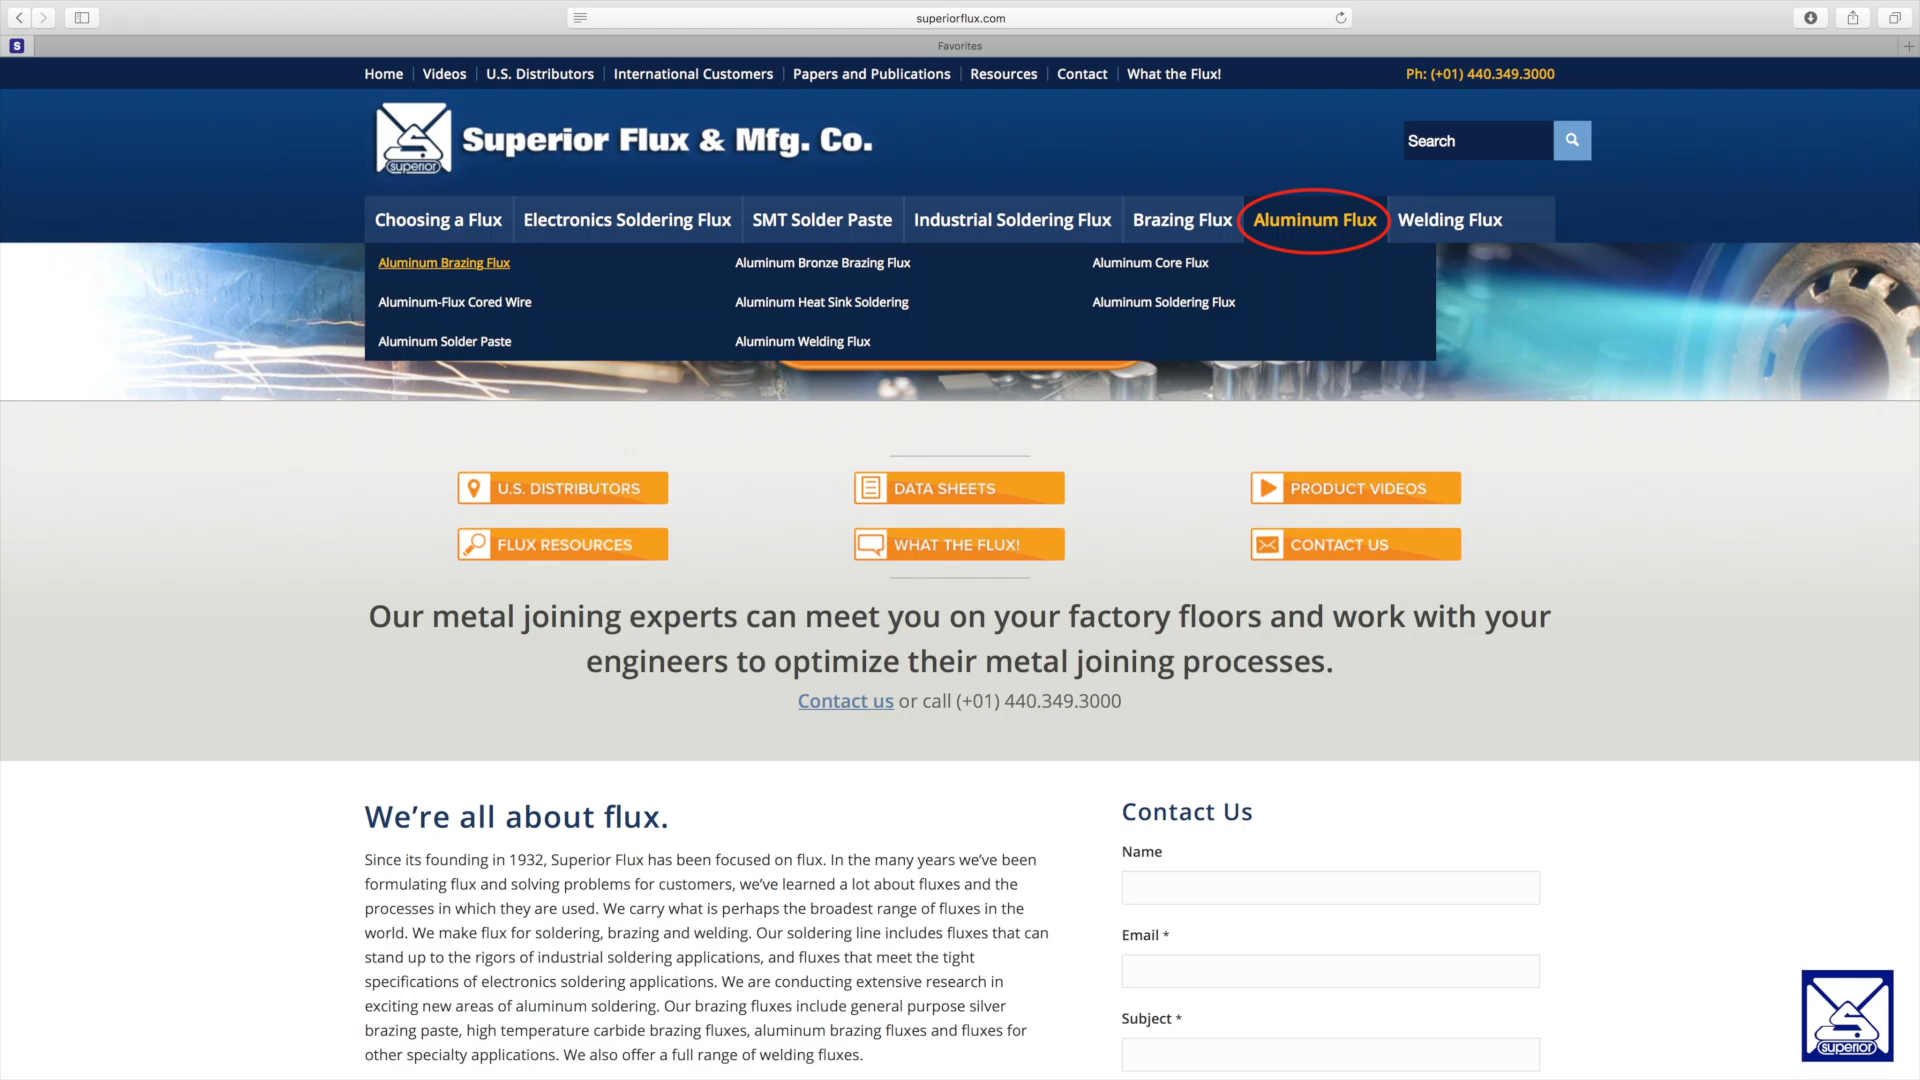 superiorflux.com
S
Favorites
Home
Videos
U.S. Distributors
International Customers
Papers and Publications
Resources
Contact
What the Flux!
Ph: (+01) 440.349.3000
superior
Superior Flux & Mfg. Co.
Search
Choosing a Flux
Electronics Soldering Flux
SMT Solder Paste
Industrial Soldering Flux
Brazing Flux
Aluminum Flux
Welding Flux
Aluminum Brazing Flux
Aluminum Bronze Brazing Flux
Aluminum Core Flux
Aluminum-Flux Cored Wire
Aluminum Heat Sink Soldering
Aluminum Soldering Flux
Aluminum Solder Paste
Aluminum Welding Flux
U.S. DISTRIBUTORS
DATA SHEETS
PRODUCT VIDEOS
FLUX RESOURCES
WHAT THE FLUX!
CONTACT US
Our metal joining experts can meet you on your factory floors and work with your
engineers to optimize their metal joining processes.
Contact us or call (+01) 440.349.3000
We’re all about flux.
Since its founding in 1932, Superior Flux has been focused on flux. In the many years we’ve been
formulating flux and solving problems for customers, we’ve learned a lot about fluxes and the
processes in which they are used. We carry what is perhaps the broadest range of fluxes in the
world. We make flux for soldering, brazing and welding. Our soldering line includes fluxes that can
stand up to the rigors of industrial soldering applications, and fluxes that meet the tight
specifications of electronics soldering applications. We are conducting extensive research in
exciting new areas of aluminum soldering. Our brazing fluxes include general purpose silver
brazing paste, high temperature carbide brazing fluxes, aluminum brazing fluxes and fluxes for
other specialty applications. We also offer a full range of welding fluxes.
Contact Us
Name
Email *
Subject *
superior